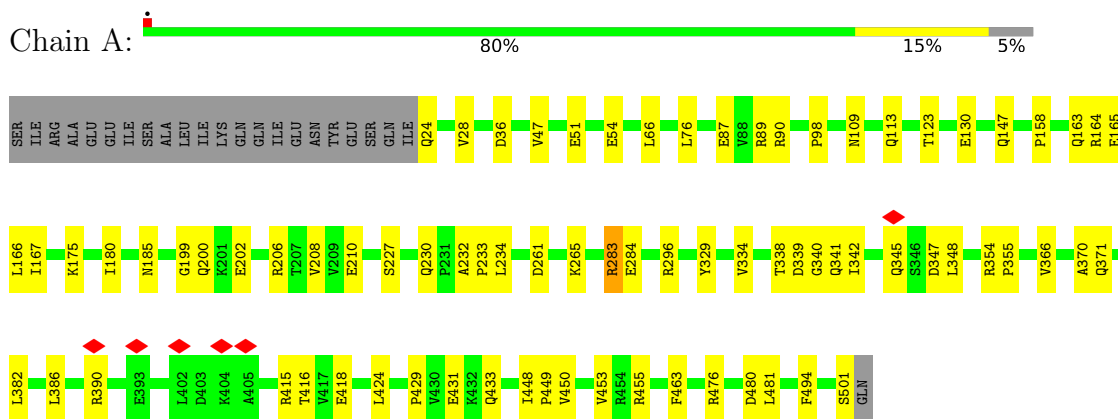 Chain A:
•
80% 15% 5%
SER ILE ARG ALA GLU GLU ILE SER ALA LEU ILE LYS GLN GLN ILE GLU ASN TYR GLU SER GLN ILE Q24 V28 D36 V47 E51 E54 L66 L76 E87 V88 R89 R90 P98 N109 Q113 T123 E130 Q147 P158 Q163 R164 E165
L166 I167 K175 I180 N185 G199 Q200 K201 E202 R206 T207 V208 V209 E210 S227 Q230 P231 A232 P233 L234 D261 K265 R283 E284 R296 Y329 V334 T338 D339 G340 Q341 I342 Q345 S346 D347 L348 R354 P355 V366 A370 Q371
L382 L386 R390 E393 L402 D403 K404 A405 R415 T416 V417 E418 L424 P429 V430 E431 K432 Q433 I448 P449 V450 V453 R454 R455 F463 R476 D480 L481 F494 S501 GLN